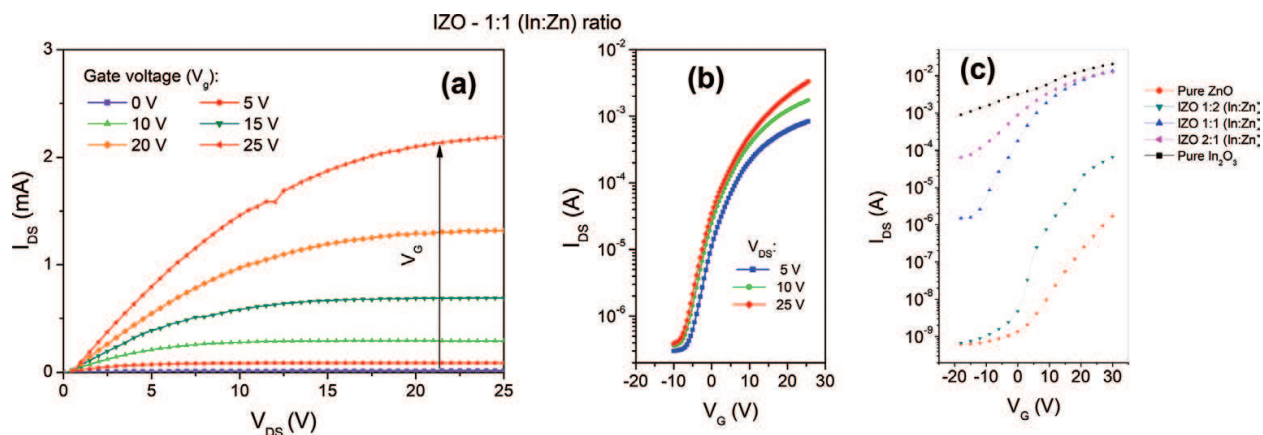 IZO - 1:1 (In:Zn) ratio
(a)
Gate voltage (Vg):
0 V 5 V
10 V 15 V
20 V 25 V
VG
IDS (mA)
3
2
1
0
0 5 10 15 20 25
VDS (V)
(b)
IDS (A)
10⁻²
10⁻³
10⁻⁴
10⁻⁵
10⁻⁶
VDS:
5 V
10 V
25 V
-20 -10 0 10 20 30
VG (V)
(c)
IDS (A)
10⁻²
10⁻³
10⁻⁴
10⁻⁵
10⁻⁶
10⁻⁷
10⁻⁸
10⁻⁹
-20 -10 0 10 20 30
VG (V)
Pure ZnO
IZO 1:2 (In:Zn)
IZO 1:1 (In:Zn)
IZO 2:1 (In:Zn)
Pure In₂O₃